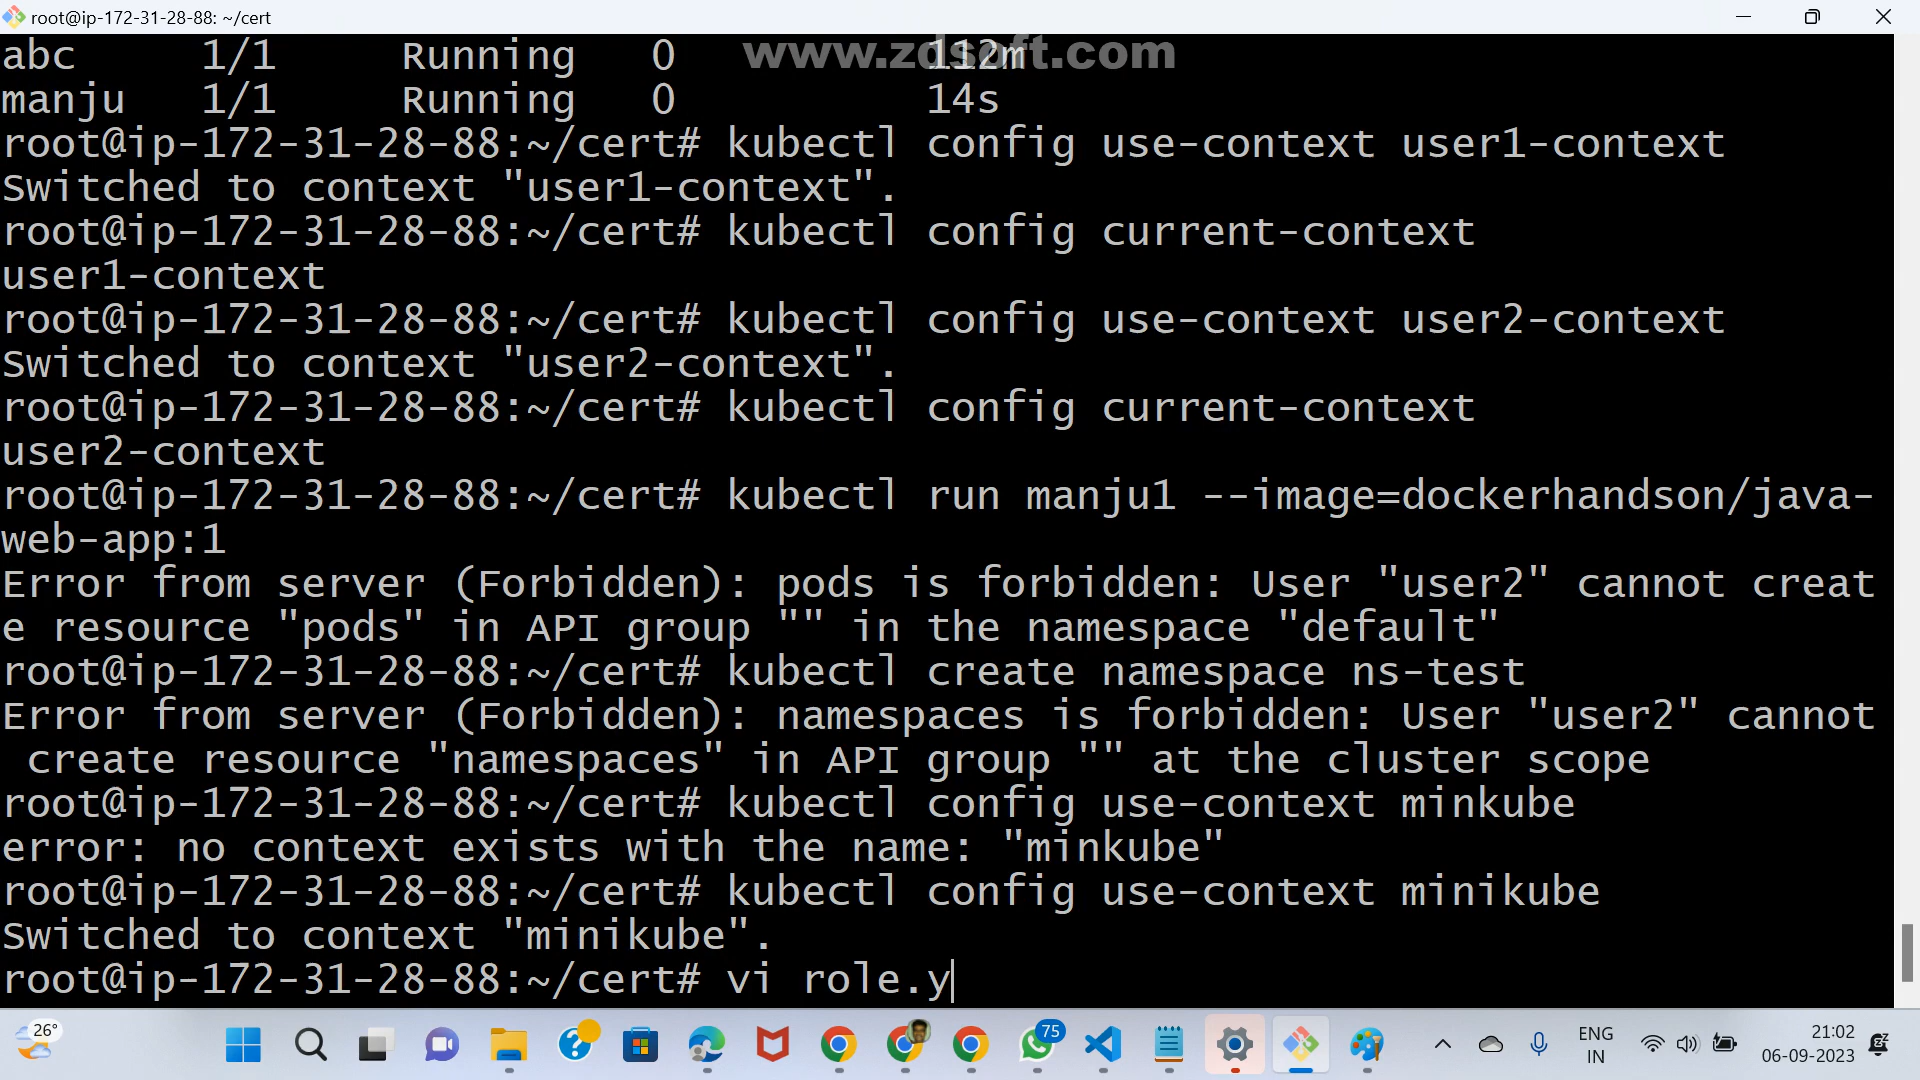 root@ip-172-31-28-88: ~/cert
abc 1/1 Running 0 112m
www.zdsoft.com
manju 1/1 Running 0 14s
root@ip-172-31-28-88:~/cert# kubectl config use-context user1-context
Switched to context "user1-context".
root@ip-172-31-28-88:~/cert# kubectl config current-context
user1-context
root@ip-172-31-28-88:~/cert# kubectl config use-context user2-context
Switched to context "user2-context".
root@ip-172-31-28-88:~/cert# kubectl config current-context
user2-context
root@ip-172-31-28-88:~/cert# kubectl run manju1 --image=dockerhandson/java-
web-app:1
Error from server (Forbidden): pods is forbidden: User "user2" cannot creat
e resource "pods" in API group "" in the namespace "default"
root@ip-172-31-28-88:~/cert# kubectl create namespace ns-test
Error from server (Forbidden): namespaces is forbidden: User "user2" cannot
 create resource "namespaces" in API group "" at the cluster scope
root@ip-172-31-28-88:~/cert# kubectl config use-context minkube
error: no context exists with the name: "minkube"
root@ip-172-31-28-88:~/cert# kubectl config use-context minikube
Switched to context "minikube".
root@ip-172-31-28-88:~/cert# vi role.y
26°
75
ENG
IN
21:02
06-09-2023